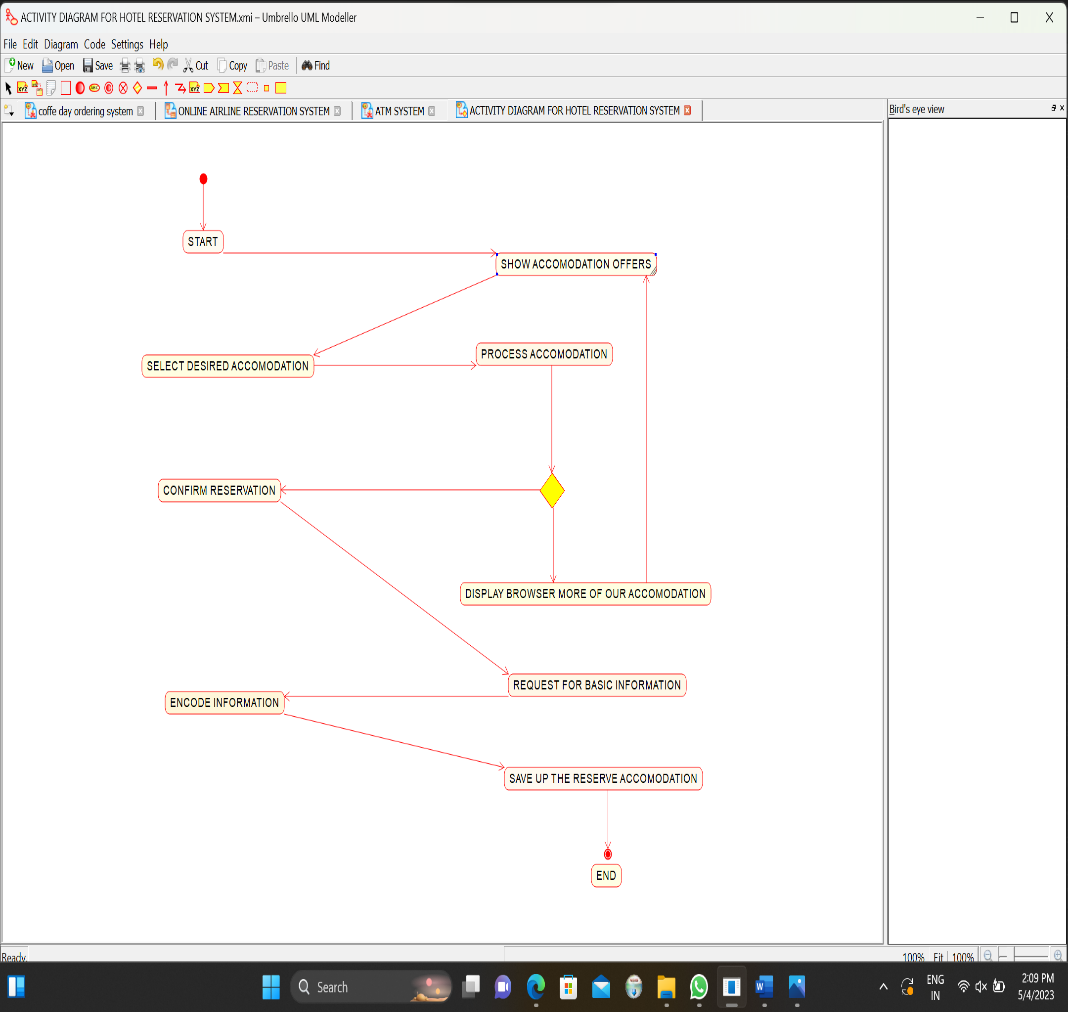 ACTIVITY DIAGRAM FOR HOTEL RESERVATION SYSTEM.xmi – Umbrello UML Modeller
File Edit Diagram Code Settings Help
New Open Save Cut Copy Paste Find
coffe day ordering system ONLINE AIRLINE RESERVATION SYSTEM ATM SYSTEM ACTIVITY DIAGRAM FOR HOTEL RESERVATION SYSTEM Bird's eye view
START
SHOW ACCOMODATION OFFERS
PROCESS ACCOMODATION
SELECT DESIRED ACCOMODATION
CONFIRM RESERVATION
DISPLAY BROWSER MORE OF OUR ACCOMODATION
REQUEST FOR BASIC INFORMATION
ENCODE INFORMATION
SAVE UP THE RESERVE ACCOMODATION
END
Ready. 100% Fit 100%
Search ENG IN 2:09 PM 5/4/2023